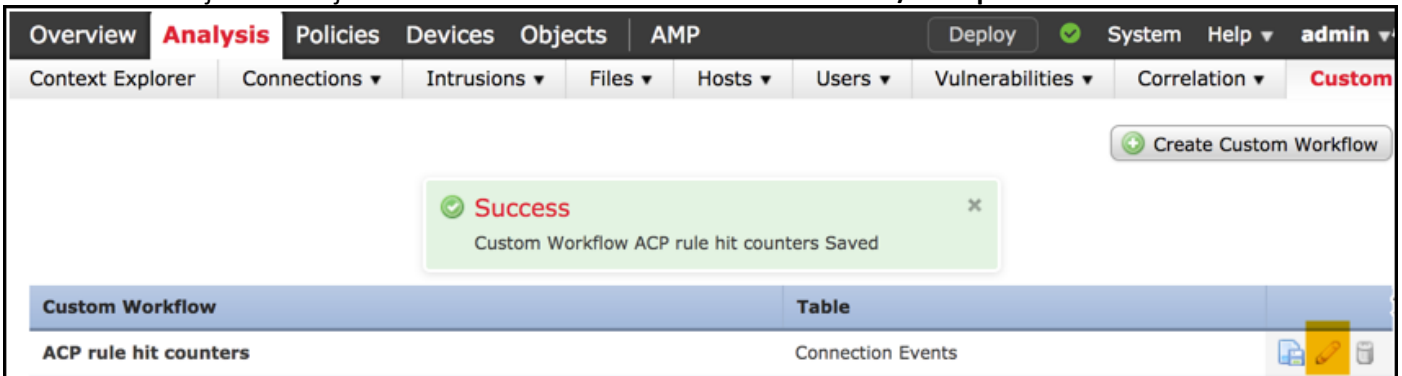 Overview Analysis Policies Devices Objects AMP Deploy System Help admin
Context Explorer Connections Intrusions Files Hosts Users Vulnerabilities Correlation Custom
Create Custom Workflow
Success
Custom Workflow ACP rule hit counters Saved
Custom Workflow Table
ACP rule hit counters Connection Events